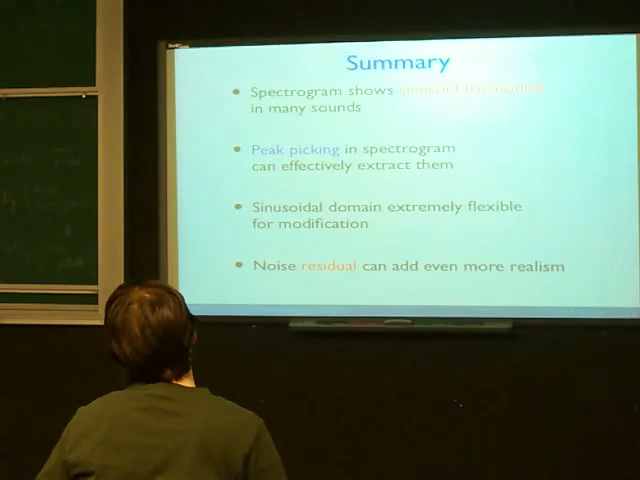 Summary
• Spectrogram shows
in many sounds
• Peak picking in spectrogram
can effectively extract them
• Sinusoidal domain extremely flexible
for modification
• Noise residual can add even more realism